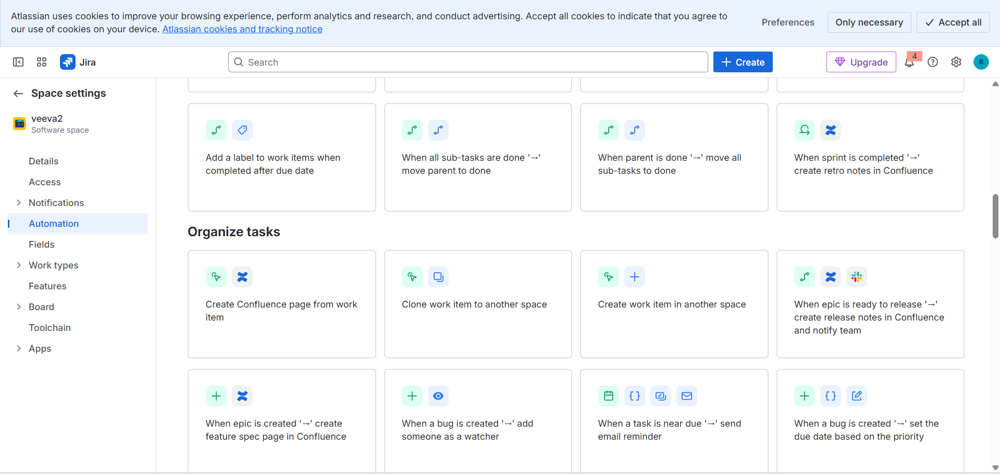 Atlassian uses cookies to improve your browsing experience, perform analytics and research, and conduct advertising. Accept all cookies to indicate that you agree to
our use of cookies on your device. Atlassian cookies and tracking notice
Preferences
Only necessary
Accept all
Jira
Search
Create
Upgrade
4
R
Space settings
veeva2
Software space
Details
Access
Notifications
Automation
Fields
Work types
Features
Board
Toolchain
Apps
Add a label to work items when
completed after due date
When all sub-tasks are done '→'
move parent to done
When parent is done '→' move all
sub-tasks to done
When sprint is completed '→'
create retro notes in Confluence
Organize tasks
Create Confluence page from work
item
Clone work item to another space
Create work item in another space
When epic is ready to release '→'
create release notes in Confluence
and notify team
When epic is created '→' create
feature spec page in Confluence
When a bug is created '→' add
someone as a watcher
When a task is near due '→' send
email reminder
When a bug is created '→' set the
due date based on the priority